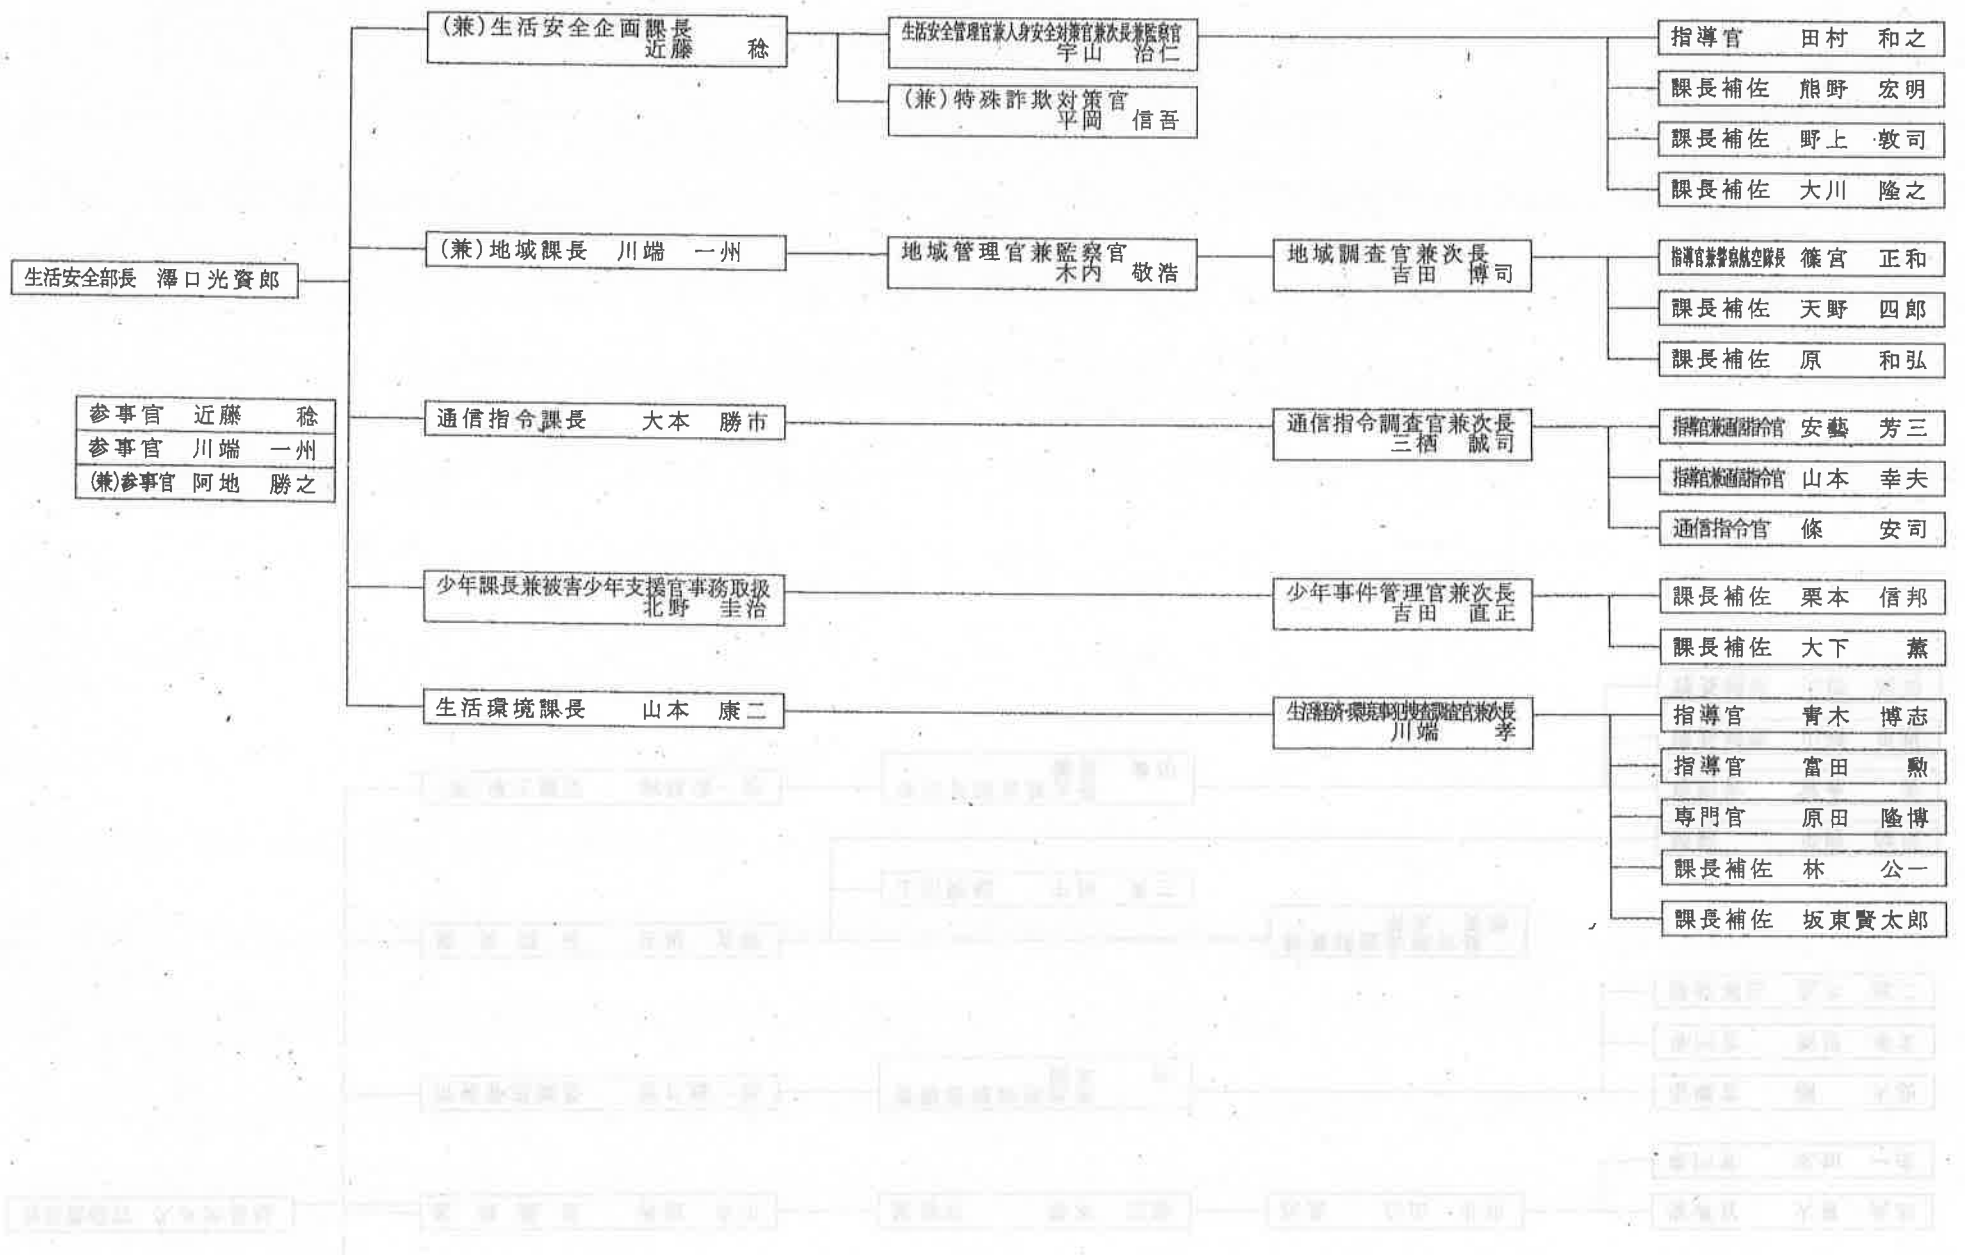 生活安全部長 澤口光資郎
参事官 近藤 稔
参事官 川端 一州
(兼)参事官 阿地 勝之
(兼)生活安全企画課長
近藤 稔
生活安全管理官兼人身安全対策官兼次長兼監察官
宇山 治仁
(兼)特殊詐欺対策官
平岡 信吾
指導官 田村 和之
課長補佐 熊野 宏明
課長補佐 野上 敦司
課長補佐 大川 隆之
(兼)地域課長 川端 一州
地域管理官兼監察官
木内 敬浩
地域調査官兼次長
吉田 博司
指導官兼警察航空隊長 篠宮 正和
課長補佐 天野 四郎
課長補佐 原 和弘
通信指令課長 大本 勝市
通信指令調査官兼次長
三栖 誠司
指導官兼通信指令官 安藝 芳三
指導官兼通信指令官 山本 幸夫
通信指令官 條 安司
少年課長兼被害少年支援官事務取扱
北野 圭治
少年事件管理官兼次長
吉田 直正
課長補佐 栗本 信邦
課長補佐 大下 薫
生活環境課長 山本 康二
生活経済・環境事犯捜査調査官兼次長
川端 孝
指導官 青木 博志
指導官 富田 勲
専門官 原田 隆博
課長補佐 林 公一
課長補佐 坂東賢太郎